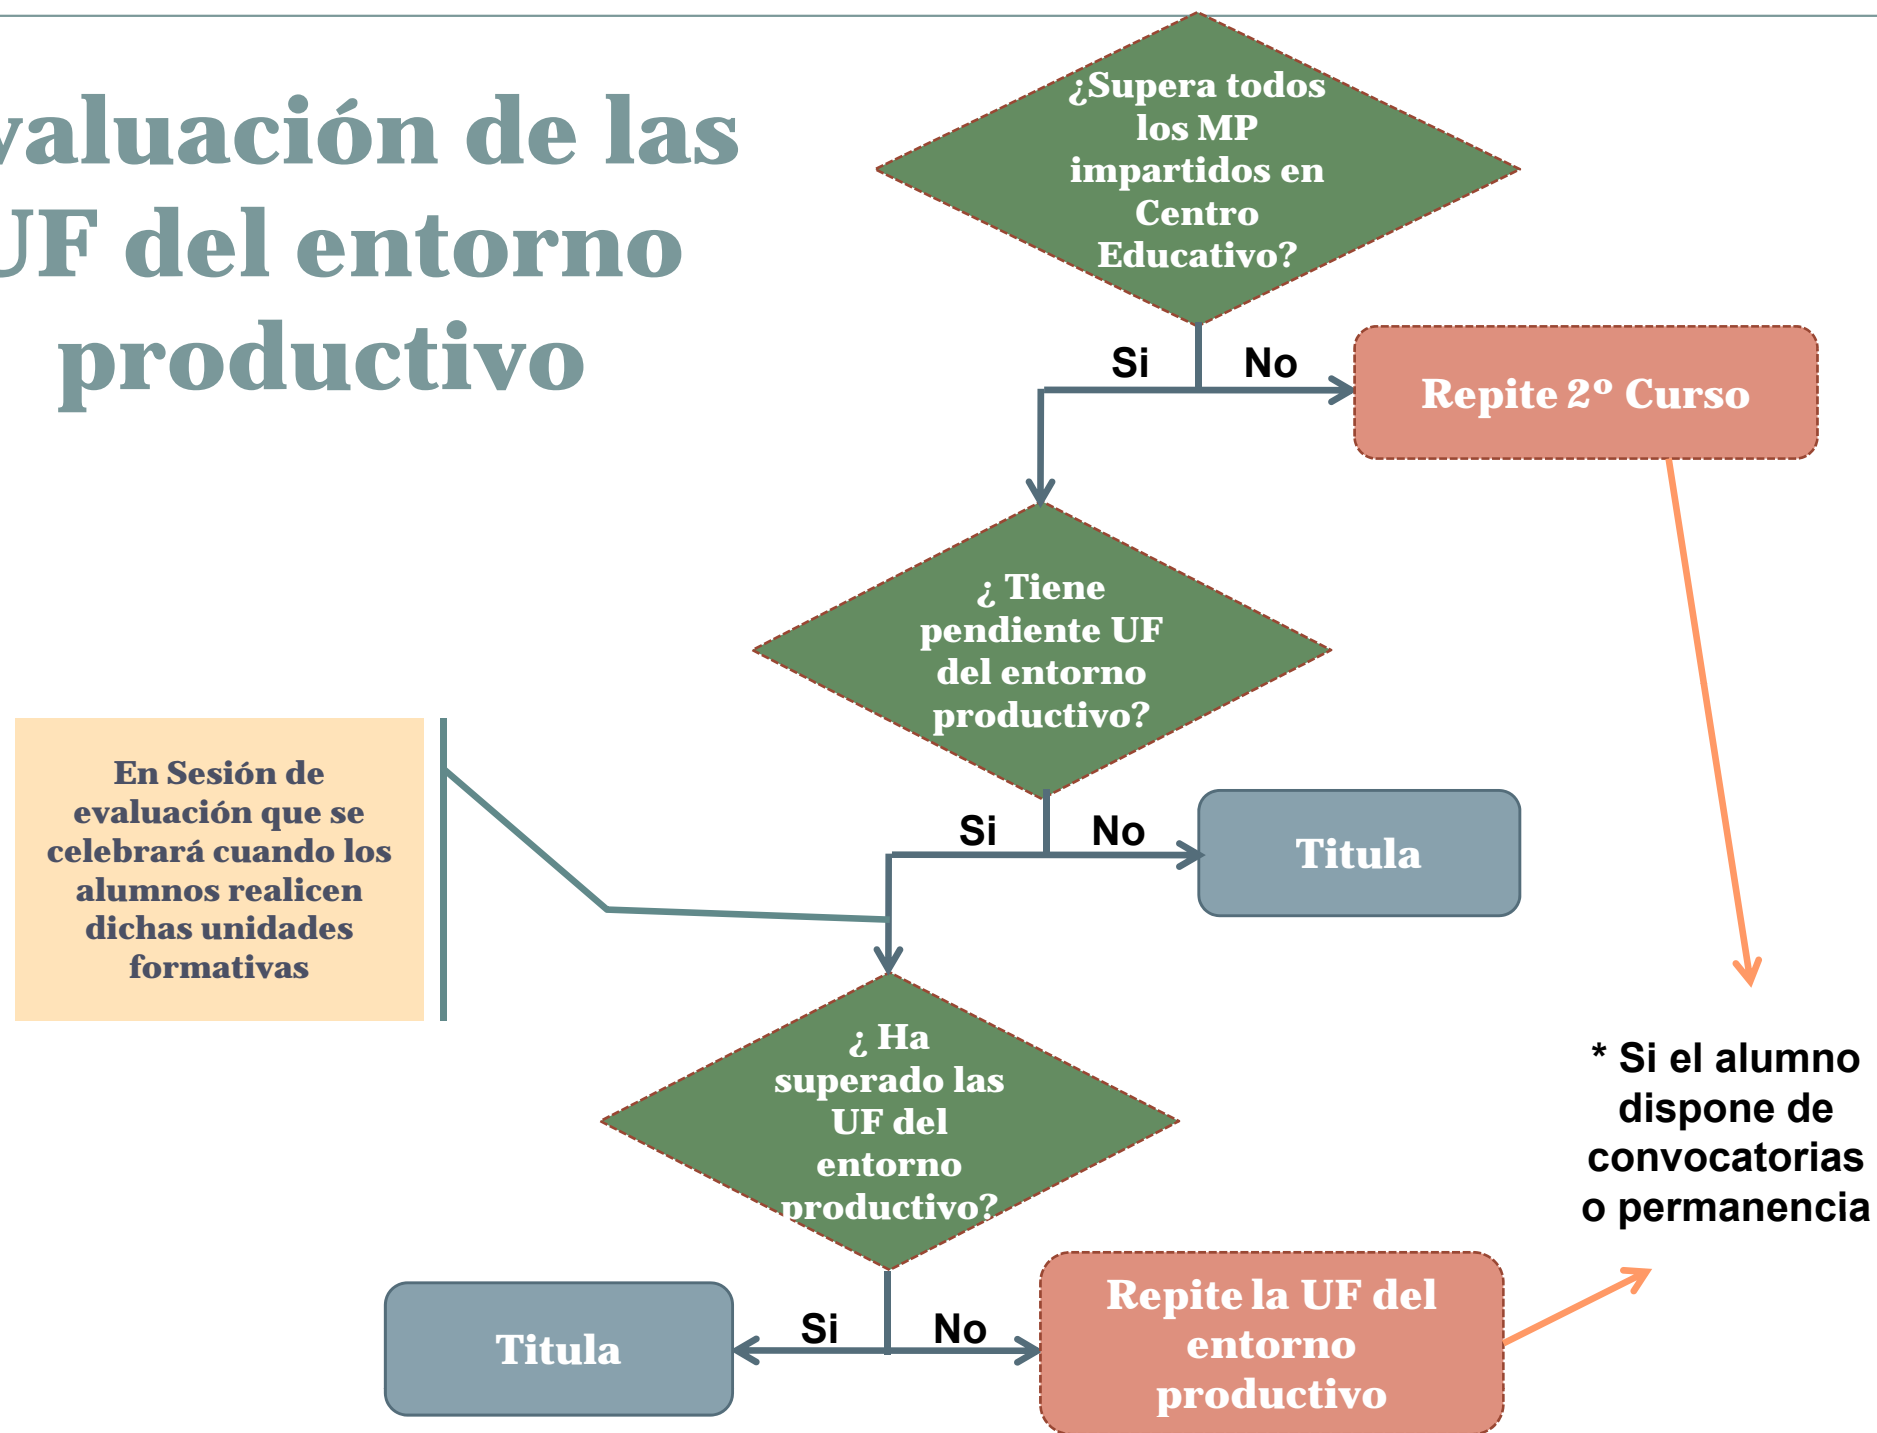 valuación de las
UF del entorno
productivo
¿Supera todos
los MP
impartidos en
Centro
Educativo?
Si
No
Repite 2º Curso
¿ Tiene
pendiente UF
del entorno
productivo?
Si
No
Titula
En Sesión de
evaluación que se
celebrará cuando los
alumnos realicen
dichas unidades
formativas
¿ Ha
superado las
UF del
entorno
productivo?
* Si el alumno
dispone de
convocatorias
o permanencia
Si
No
Titula
Repite la UF del
entorno
productivo